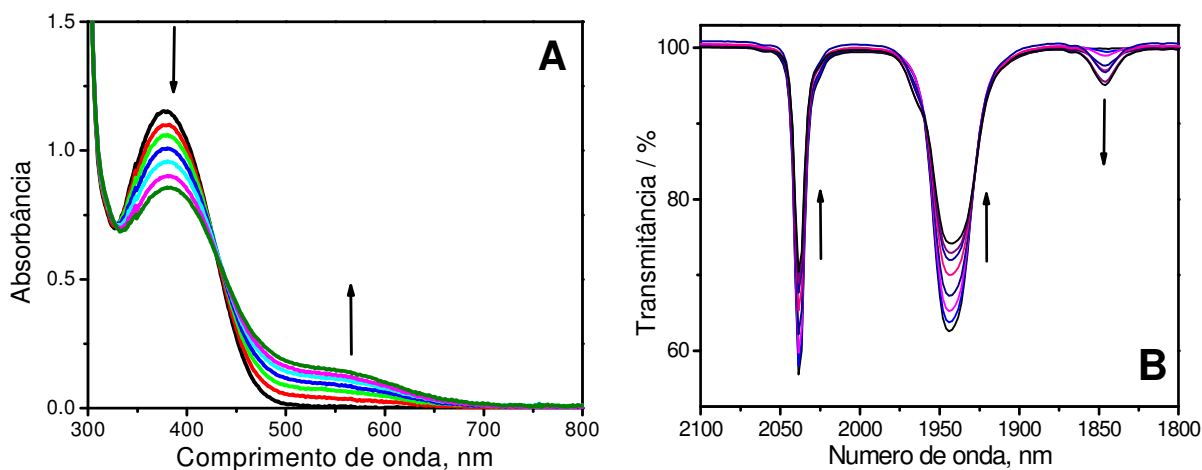 A
1.5
1.0
0.5
0.0
Absorbância
300 400 500 600 700 800
Comprimento de onda, nm
B
100
80
60
Transmitância / %
2100 2050 2000 1950 1900 1850 1800
Numero de onda, nm